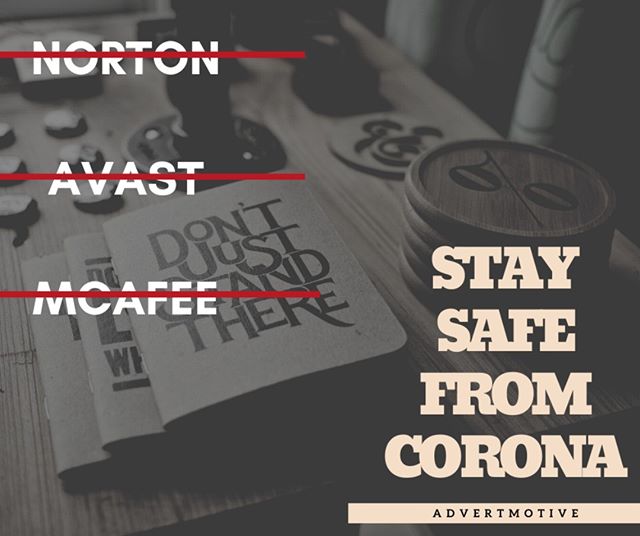 NORTON
AVAST
MCAFEE
DON'T
JUST
STAND
THERE
STAY
SAFE
FROM
CORONA
ADVERTMOTIVE